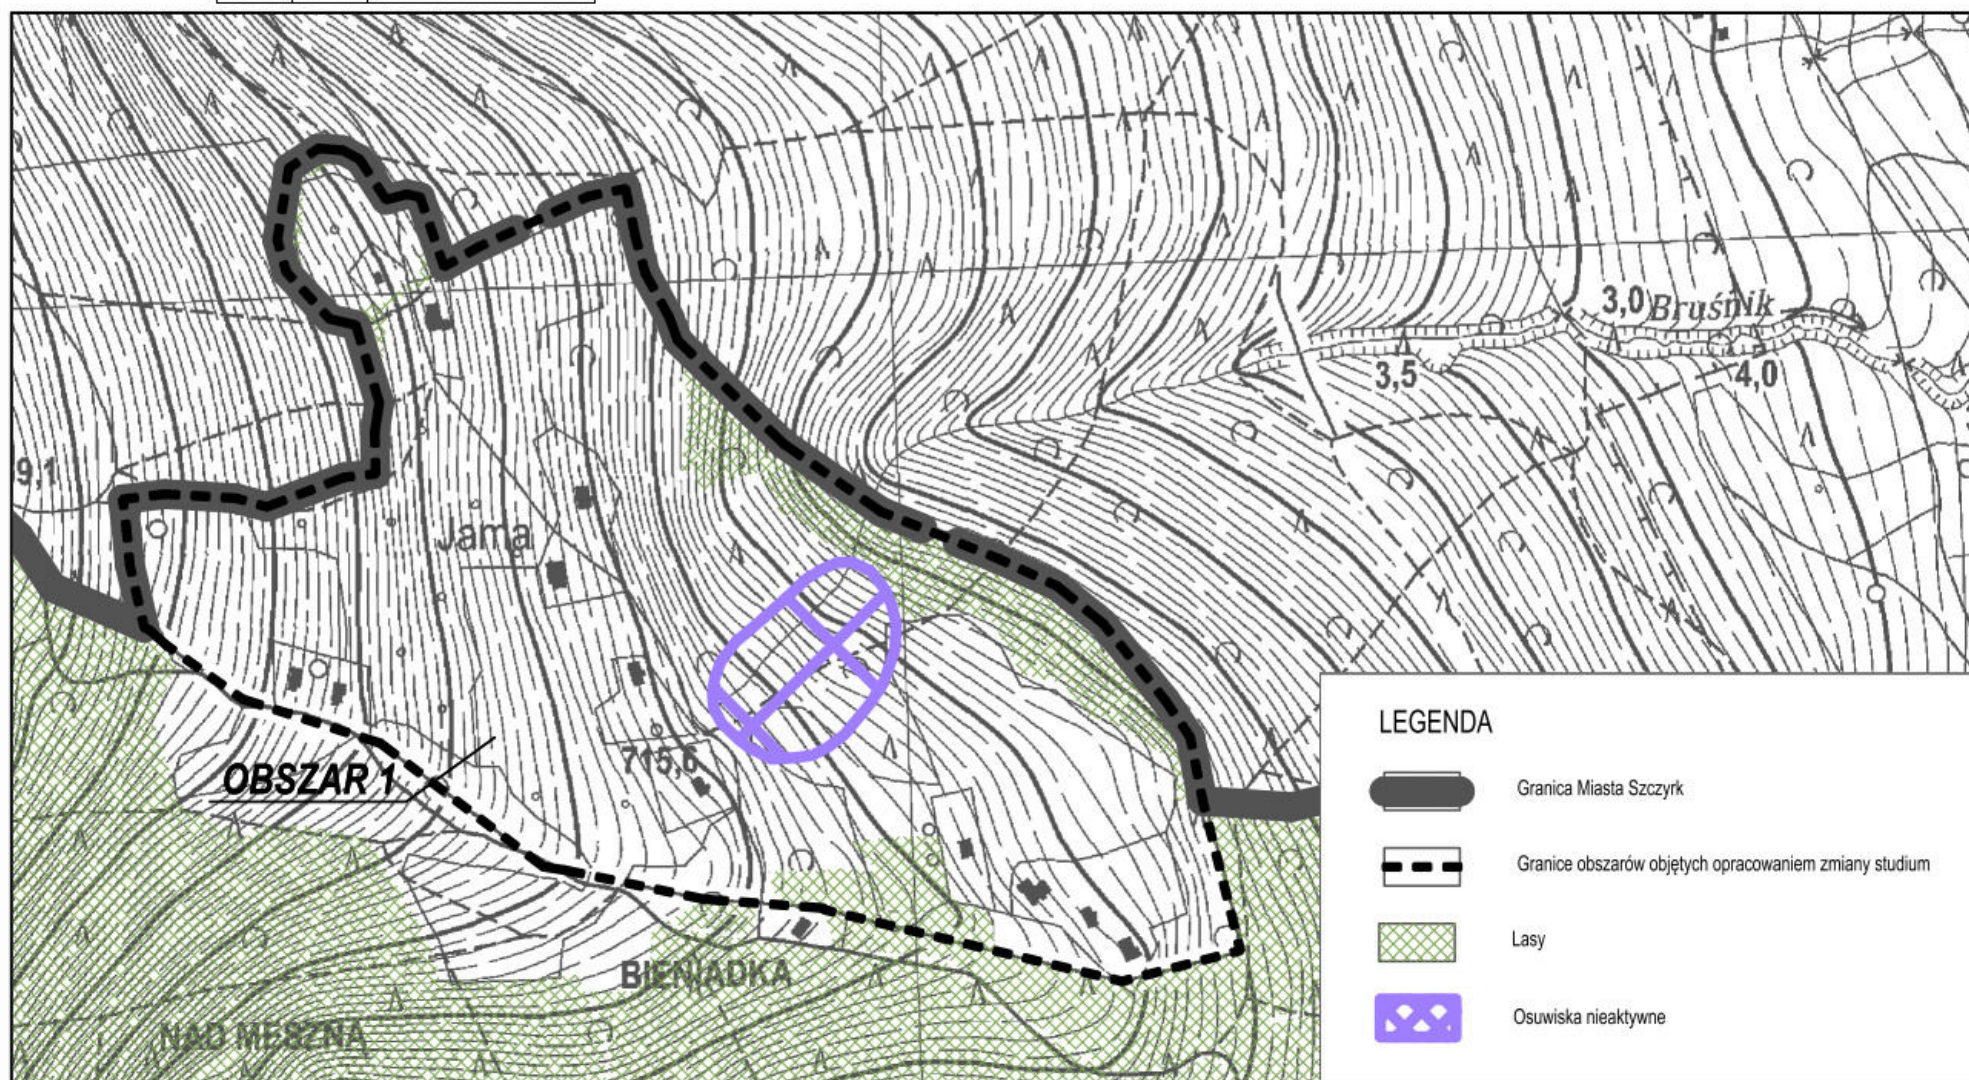 3,0 Bruśnik
3,5
4,0
9,1
Jama
715,6
OBSZAR 1
BIENIADKA
NAD MESZNĄ
LEGENDA
Granica Miasta Szczyrk
Granice obszarów objętych opracowaniem zmiany studium
Lasy
Osuwiska nieaktywne